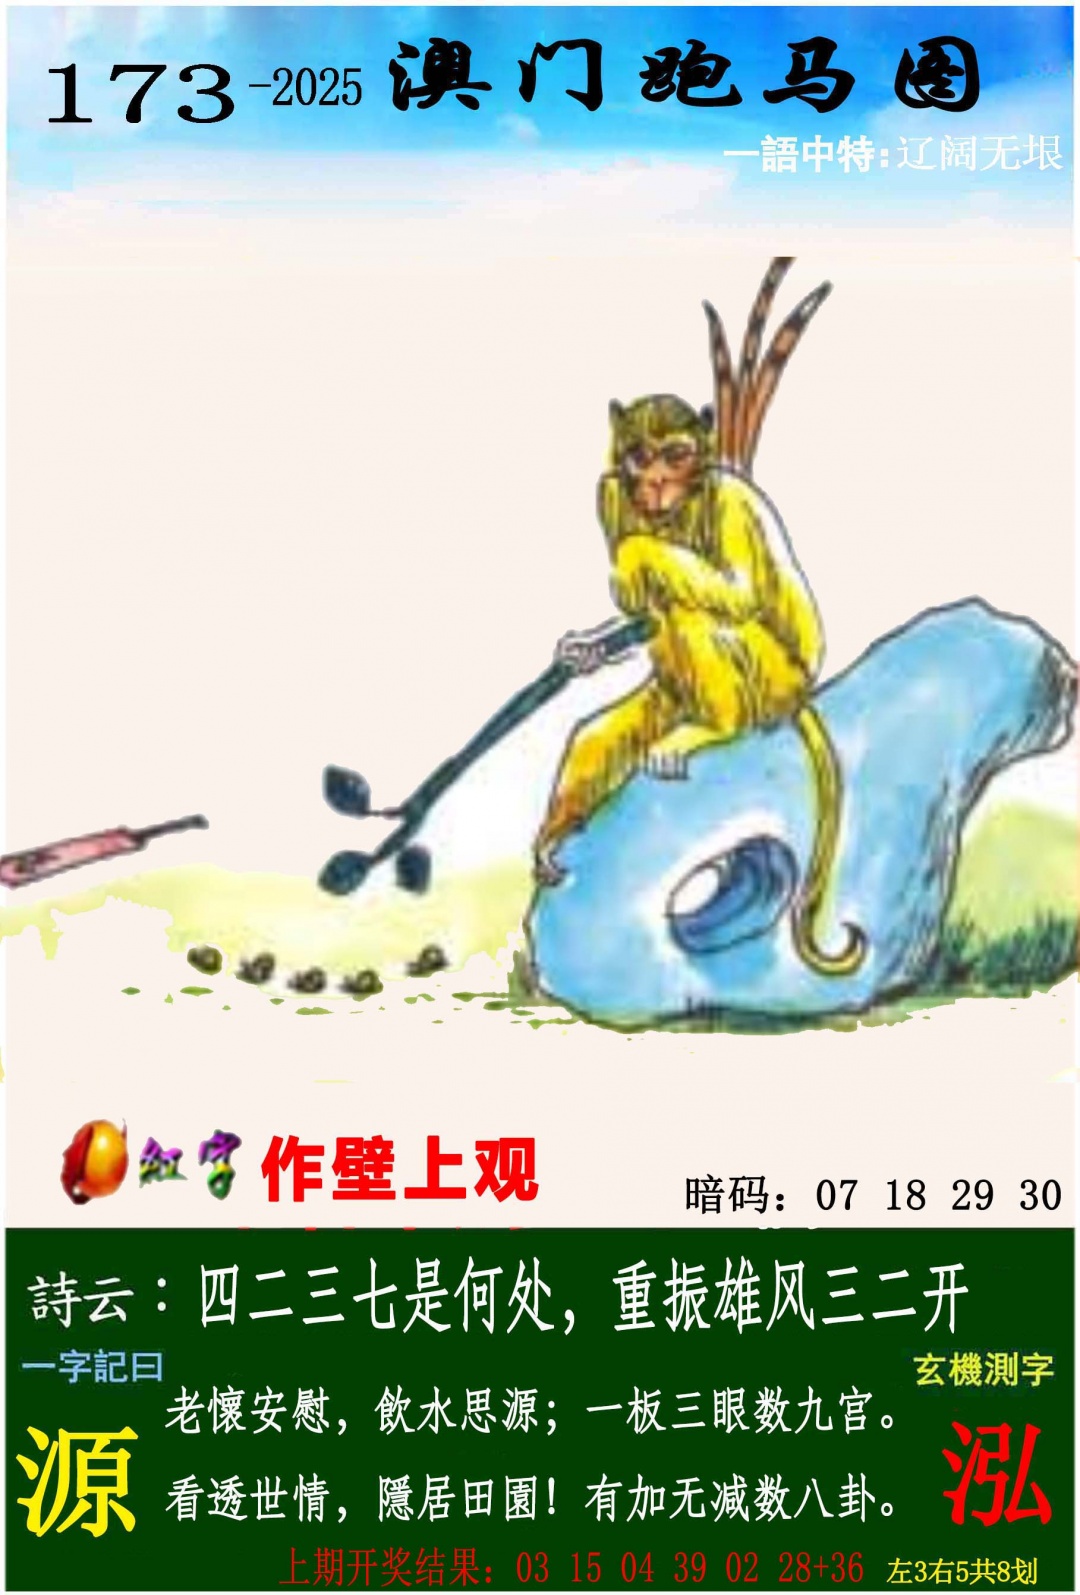 173-2025 澳门跑马图
一語中特:辽阔无垠
红字 作壁上观
暗码：07 18 29 30
詩云：四二三七是何处，重振雄风三二开
一字記曰
玄機測字
源
老懷安慰，飲水思源；一板三眼数九宫。
看透世情，隱居田園！有加无减数八卦。
泓
上期开奖结果：03 15 04 39 02 28+36
左3右5共8划